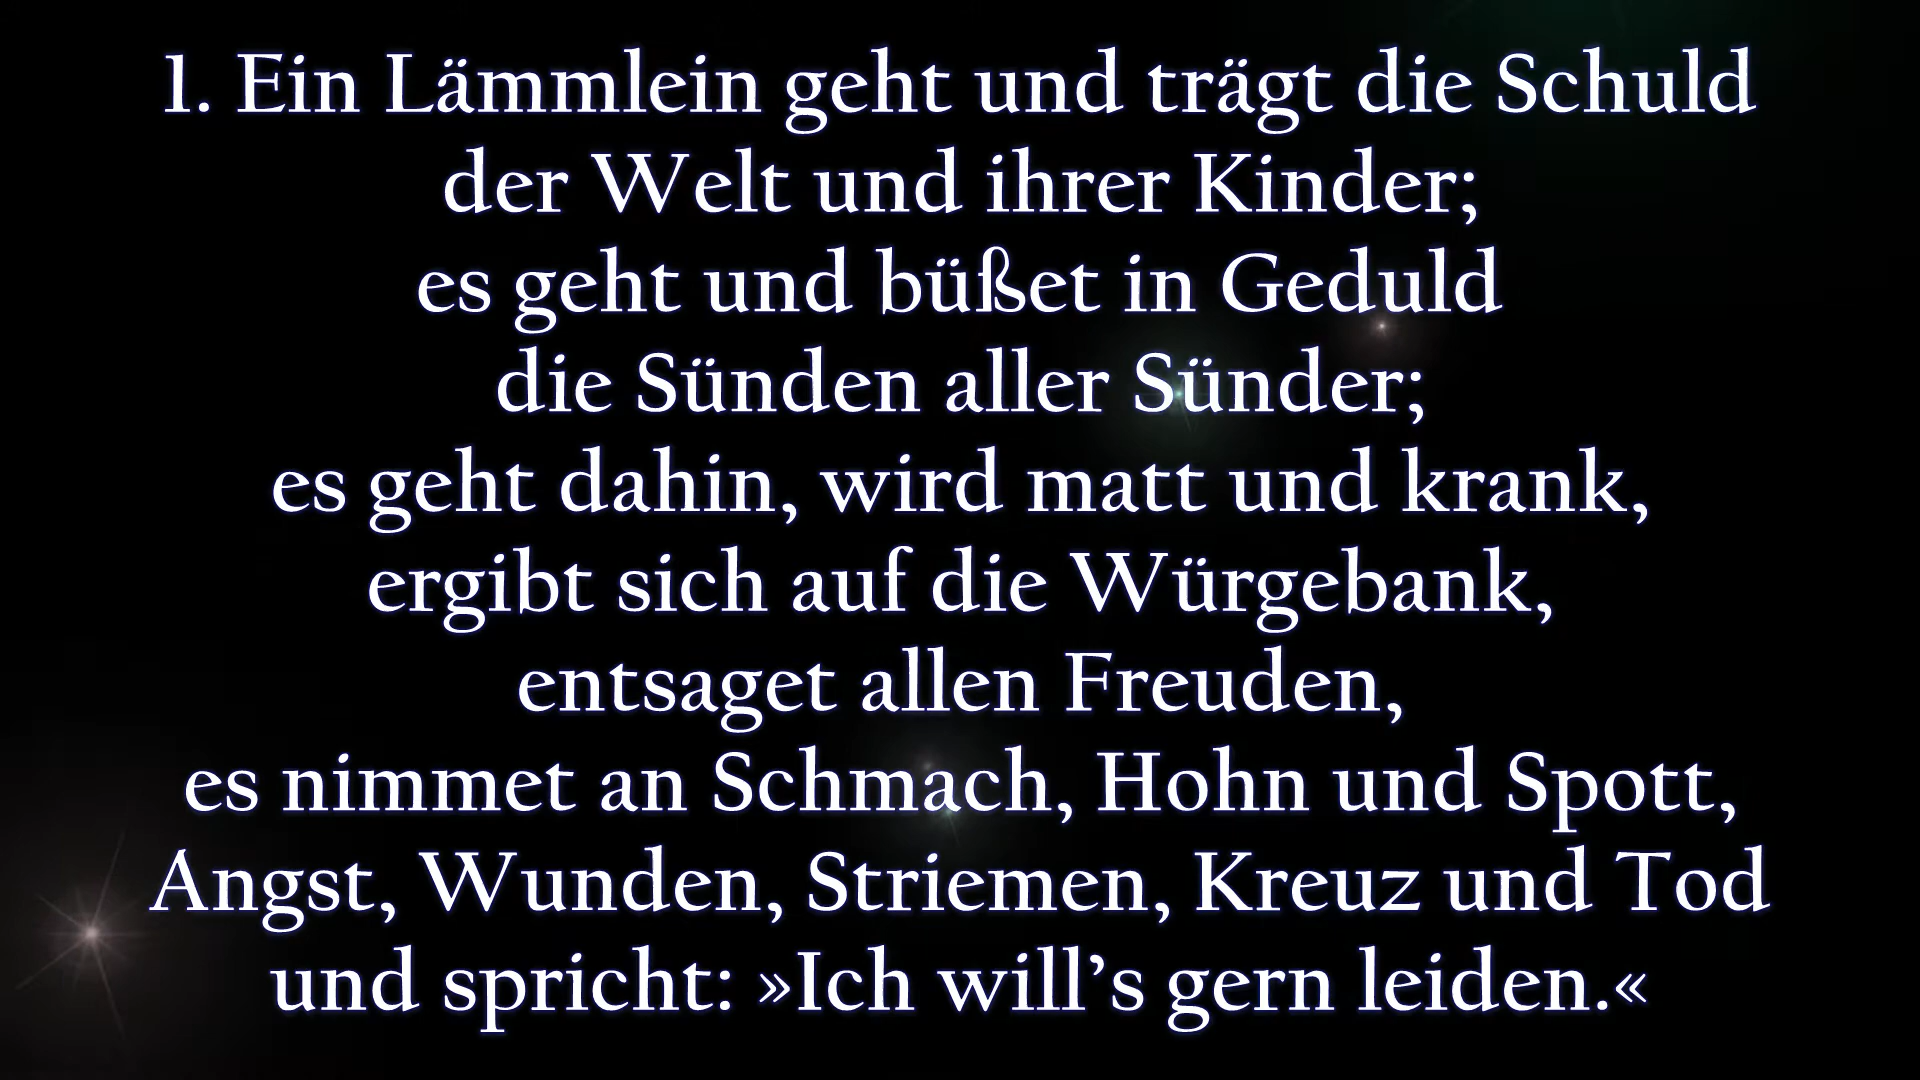 1. Ein Lämmlein geht und trägt die Schuld
der Welt und ihrer Kinder;
es geht und büßet in Geduld
die Sünden aller Sünder;
es geht dahin, wird matt und krank,
ergibt sich auf die Würgebank,
entsaget allen Freuden,
es nimmet an Schmach, Hohn und Spott,
Angst, Wunden, Striemen, Kreuz und Tod
und spricht: »Ich will’s gern leiden.«